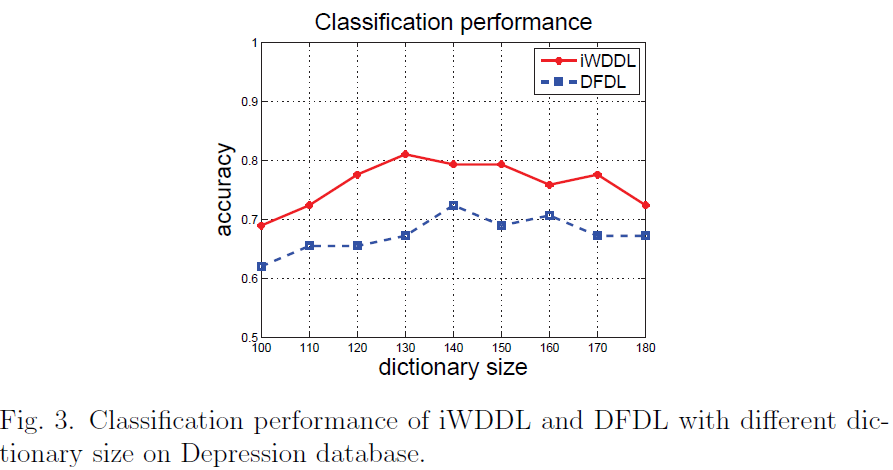 Classification performance
1
0.9
0.8
0.7
0.6
0.5
accuracy
iWDDL
DFDL
100 110 120 130 140 150 160 170 180
dictionary size
Fig. 3. Classification performance of iWDDL and DFDL with different dic-
tionary size on Depression database.